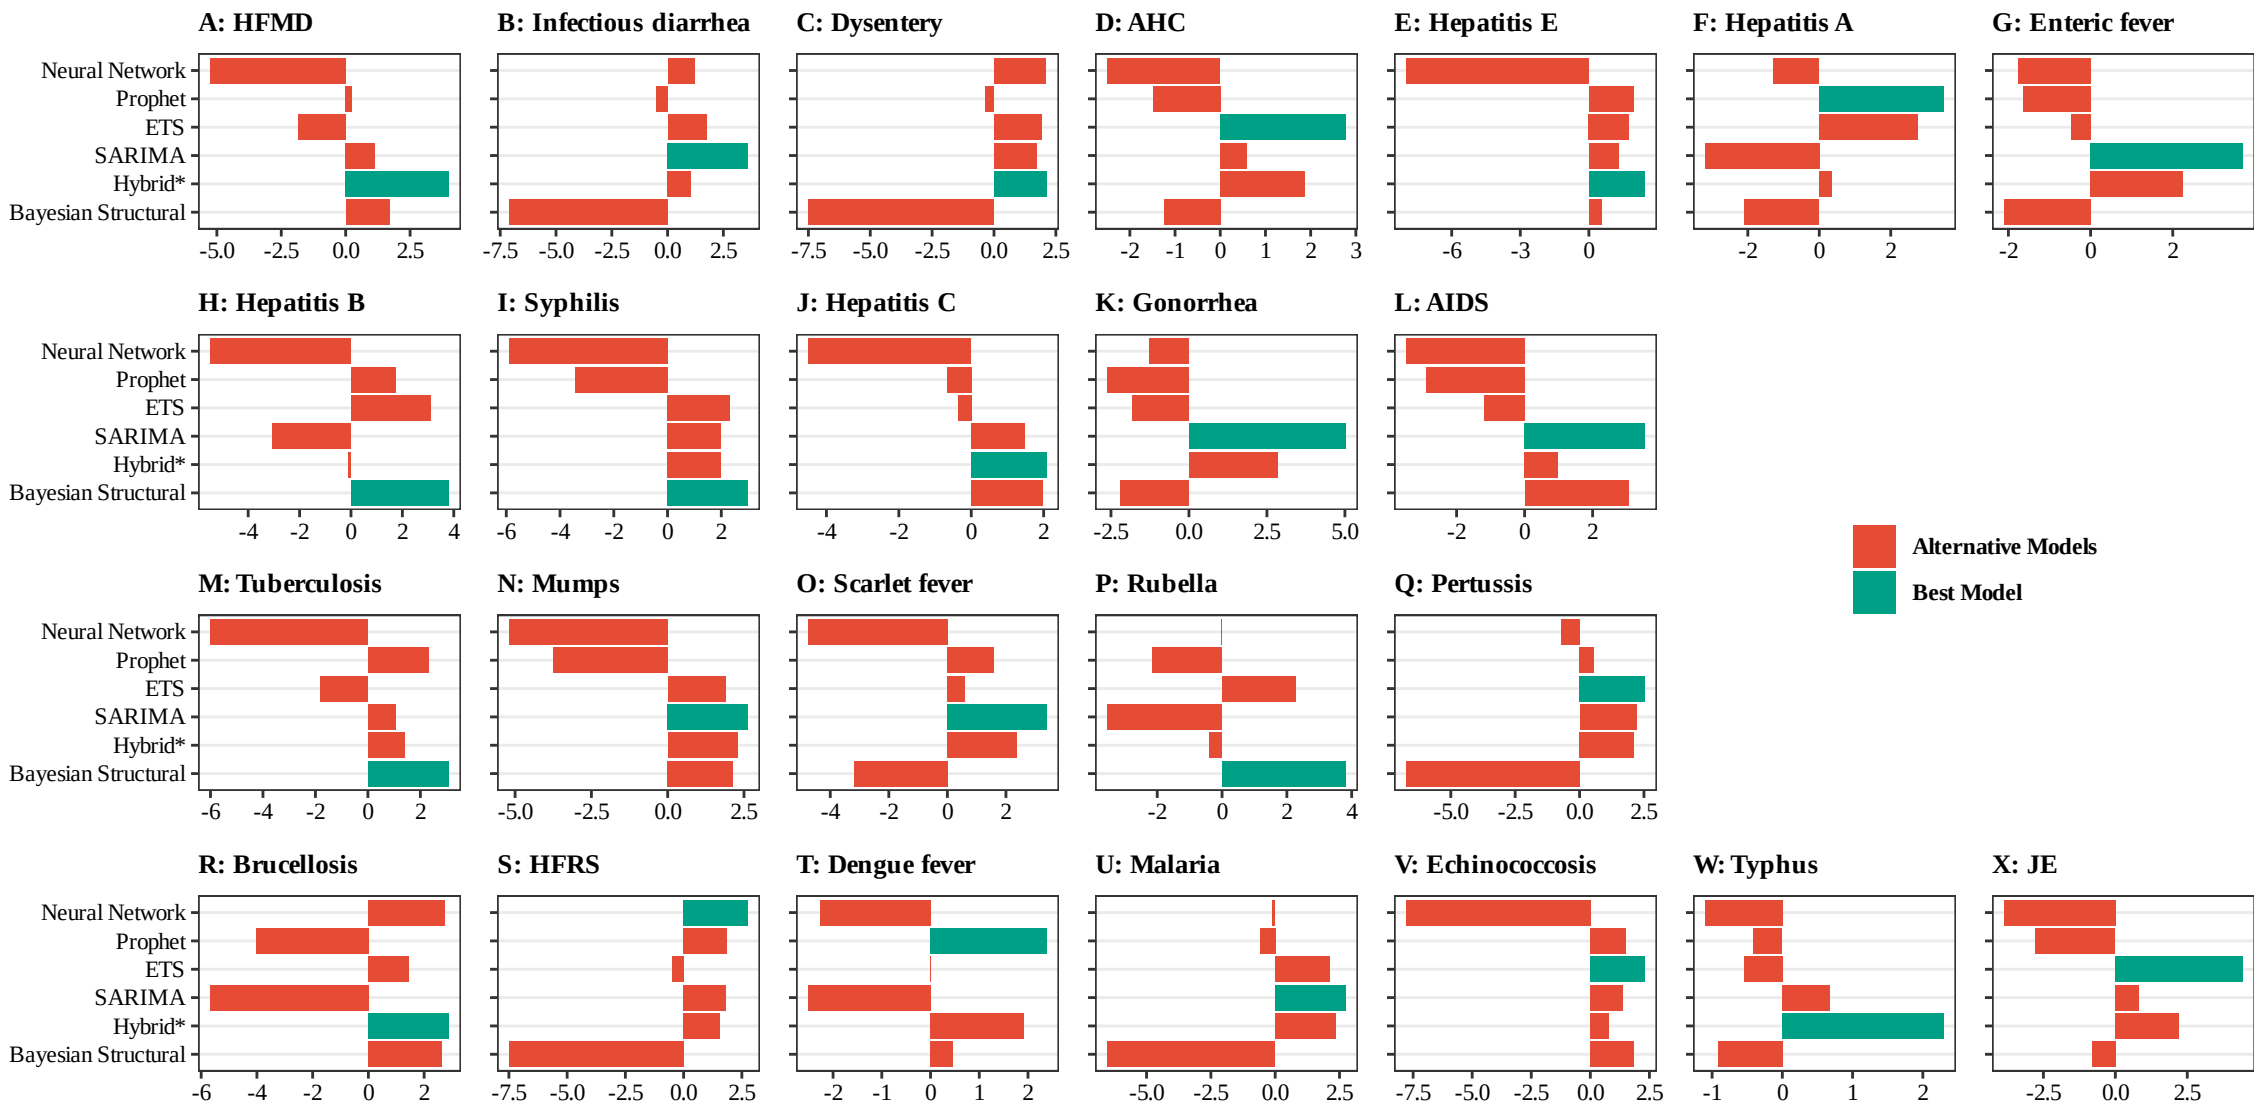 A: HFMD
B: Infectious diarrhea
C: Dysentery
D: AHC
E: Hepatitis E
F: Hepatitis A
G: Enteric fever
Neural Network
Prophet
ETS
SARIMA
Hybrid*
Bayesian Structural
-5.0 -2.5 0.0 2.5
-7.5 -5.0 -2.5 0.0 2.5
-7.5 -5.0 -2.5 0.0 2.5
-2 -1 0 1 2 3
-6 -3 0
-2 0 2
-2 0 2
H: Hepatitis B
I: Syphilis
J: Hepatitis C
K: Gonorrhea
L: AIDS
Neural Network
Prophet
ETS
SARIMA
Hybrid*
Bayesian Structural
-4 -2 0 2 4
-6 -4 -2 0 2
-4 -2 0 2
-2.5 0.0 2.5 5.0
-2 0 2
Alternative Models
Best Model
M: Tuberculosis
N: Mumps
O: Scarlet fever
P: Rubella
Q: Pertussis
Neural Network
Prophet
ETS
SARIMA
Hybrid*
Bayesian Structural
-6 -4 -2 0 2
-5.0 -2.5 0.0 2.5
-4 -2 0 2
-2 0 2 4
-5.0 -2.5 0.0 2.5
R: Brucellosis
S: HFRS
T: Dengue fever
U: Malaria
V: Echinococcosis
W: Typhus
X: JE
Neural Network
Prophet
ETS
SARIMA
Hybrid*
Bayesian Structural
-6 -4 -2 0 2
-7.5 -5.0 -2.5 0.0 2.5
-2 -1 0 1 2
-5.0 -2.5 0.0 2.5
-7.5 -5.0 -2.5 0.0 2.5
-1 0 1 2
-2.5 0.0 2.5